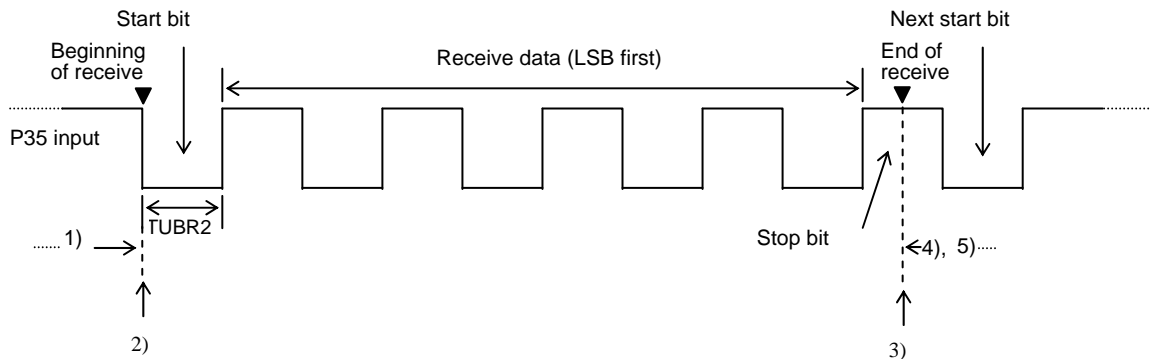 Start bit
Next start bit
Beginning
of receive
Receive data (LSB first)
End of
receive
P35 input
TUBR2
Stop bit
1)
4), 5)
2)
3)